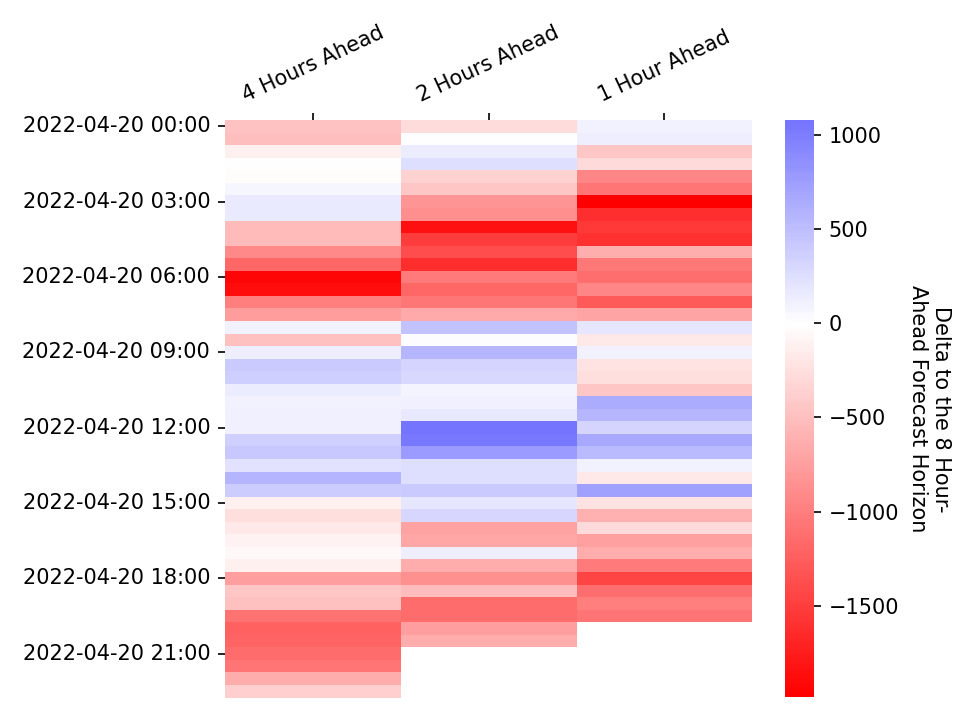 4 Hours Ahead
2 Hours Ahead
1 Hour Ahead
2022-04-20 00:00
2022-04-20 03:00
2022-04-20 06:00
2022-04-20 09:00
2022-04-20 12:00
2022-04-20 15:00
2022-04-20 18:00
2022-04-20 21:00
1000
500
0
−500
−1000
−1500
Delta to the 8 Hour-
Ahead Forecast Horizon